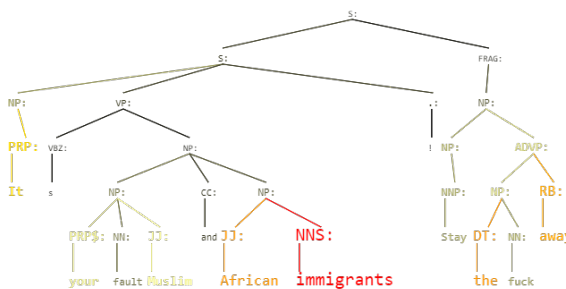 S:
S: FRAG:
NP: VP: .: NP:
PRP: VBZ: NP: ! NP: ADVP:
It s NP: CC: NP: NNP: NP: RB:
PRP$: NN: JJ: and JJ: NNS: Stay DT: NN: away
your fault Muslim African immigrants the fuck